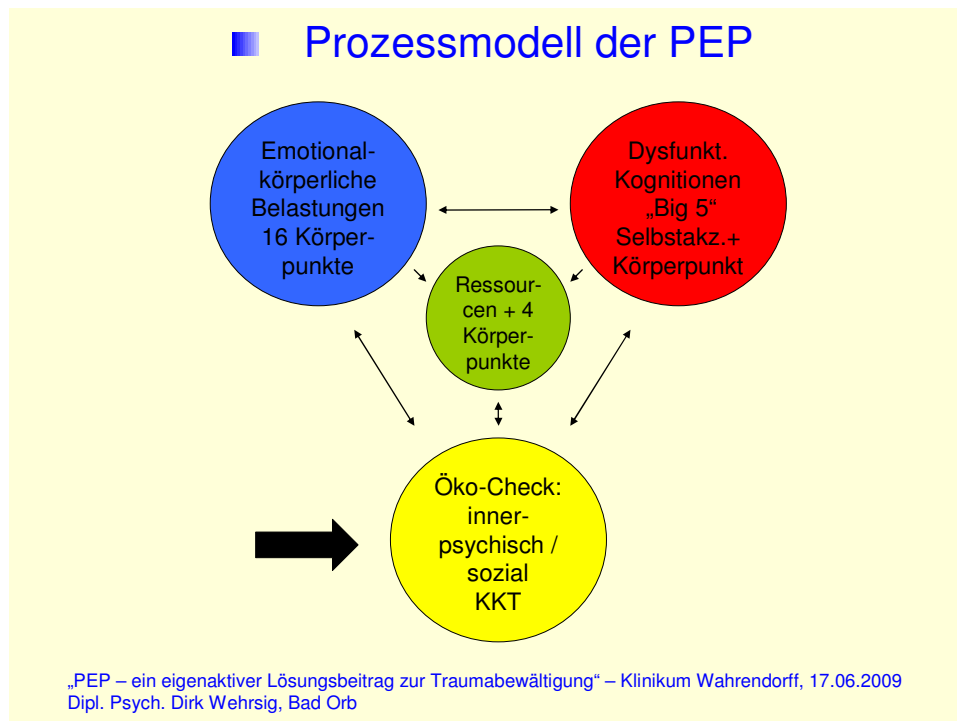 Prozessmodell der PEP
Emotional-
körperliche
Belastungen
16 Körper-
punkte
Dysfunkt.
Kognitionen
„Big 5“
Selbstakz.+
Körperpunkt
Ressour-
cen + 4
Körper-
punkte
Öko-Check:
inner-
psychisch /
sozial
KKT
„PEP – ein eigenaktiver Lösungsbeitrag zur Traumabewältigung“ – Klinikum Wahrendorff, 17.06.2009
Dipl. Psych. Dirk Wehrsig, Bad Orb